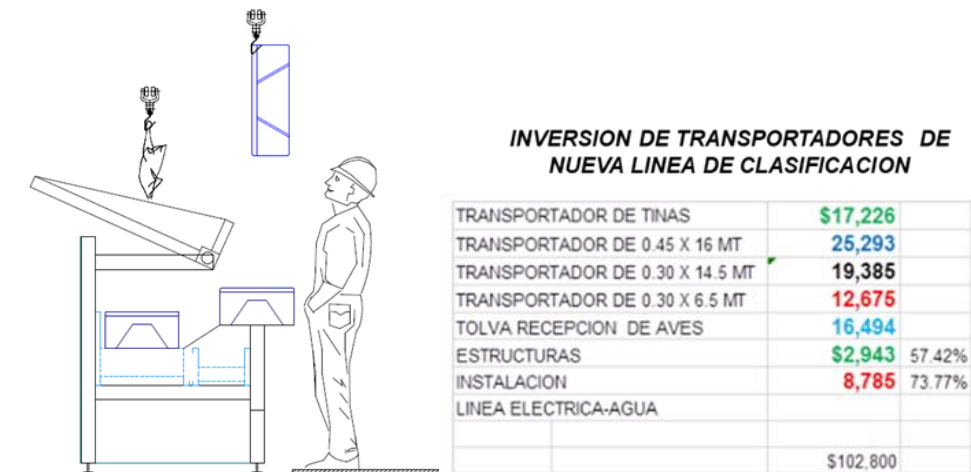 INVERSION DE TRANSPORTADORES DE
NUEVA LINEA DE CLASIFICACION
TRANSPORTADOR DE TINAS $17,226
TRANSPORTADOR DE 0.45 X 16 MT 25,293
TRANSPORTADOR DE 0.30 X 14.5 MT 19,385
TRANSPORTADOR DE 0.30 X 6.5 MT 12,675
TOLVA RECEPCION DE AVES 16,494
ESTRUCTURAS $2,943 57.42%
INSTALACION 8,785 73.77%
LINEA ELECTRICA-AGUA
$102,800